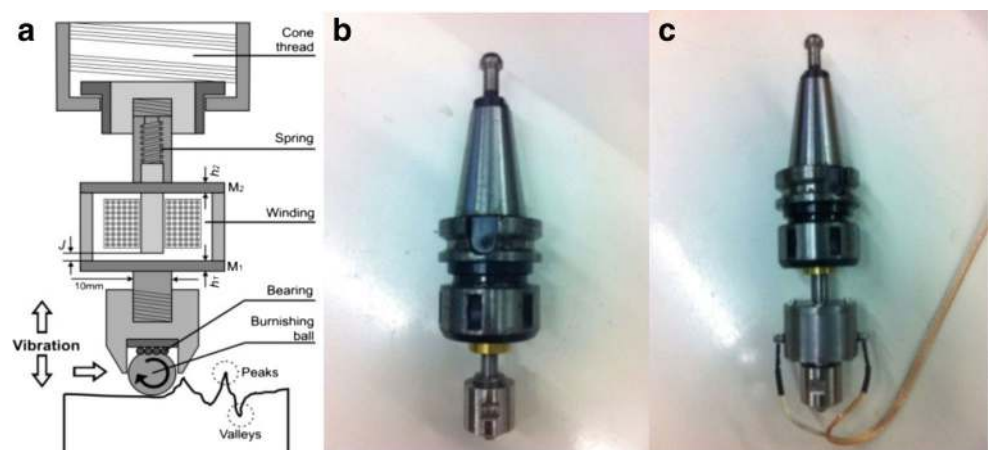 a
b
c
Cone
thread
Spring
h₂
M₂
Winding
J
M₁
h₁
10mm
Bearing
Burnishing
ball
Vibration
Peaks
Valleys